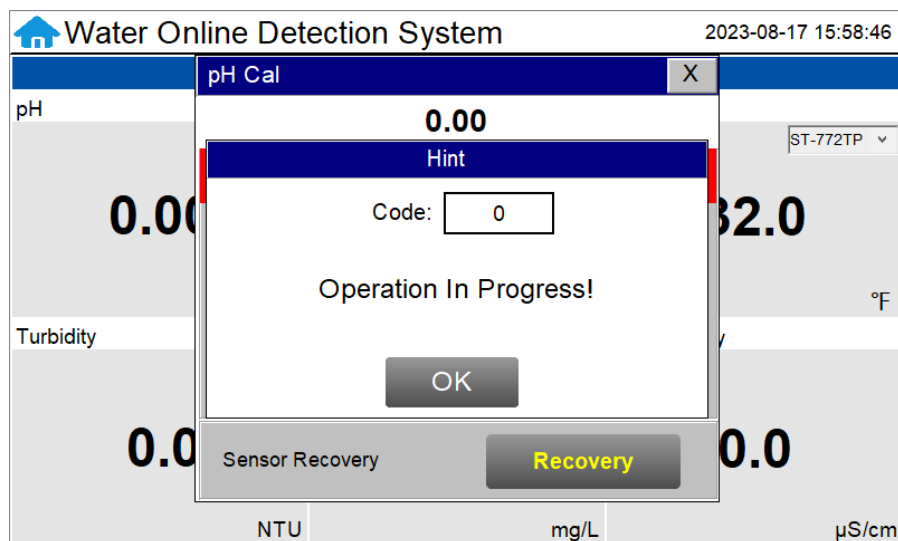 Water Online Detection System
2023-08-17 15:58:46
pH Cal
X
pH
0.00
ST-772TP
Hint
Code: 0
0.00
32.0
Operation In Progress!
°F
Turbidity
OK
0.0
0.0
Sensor Recovery
Recovery
NTU
mg/L
µS/cm